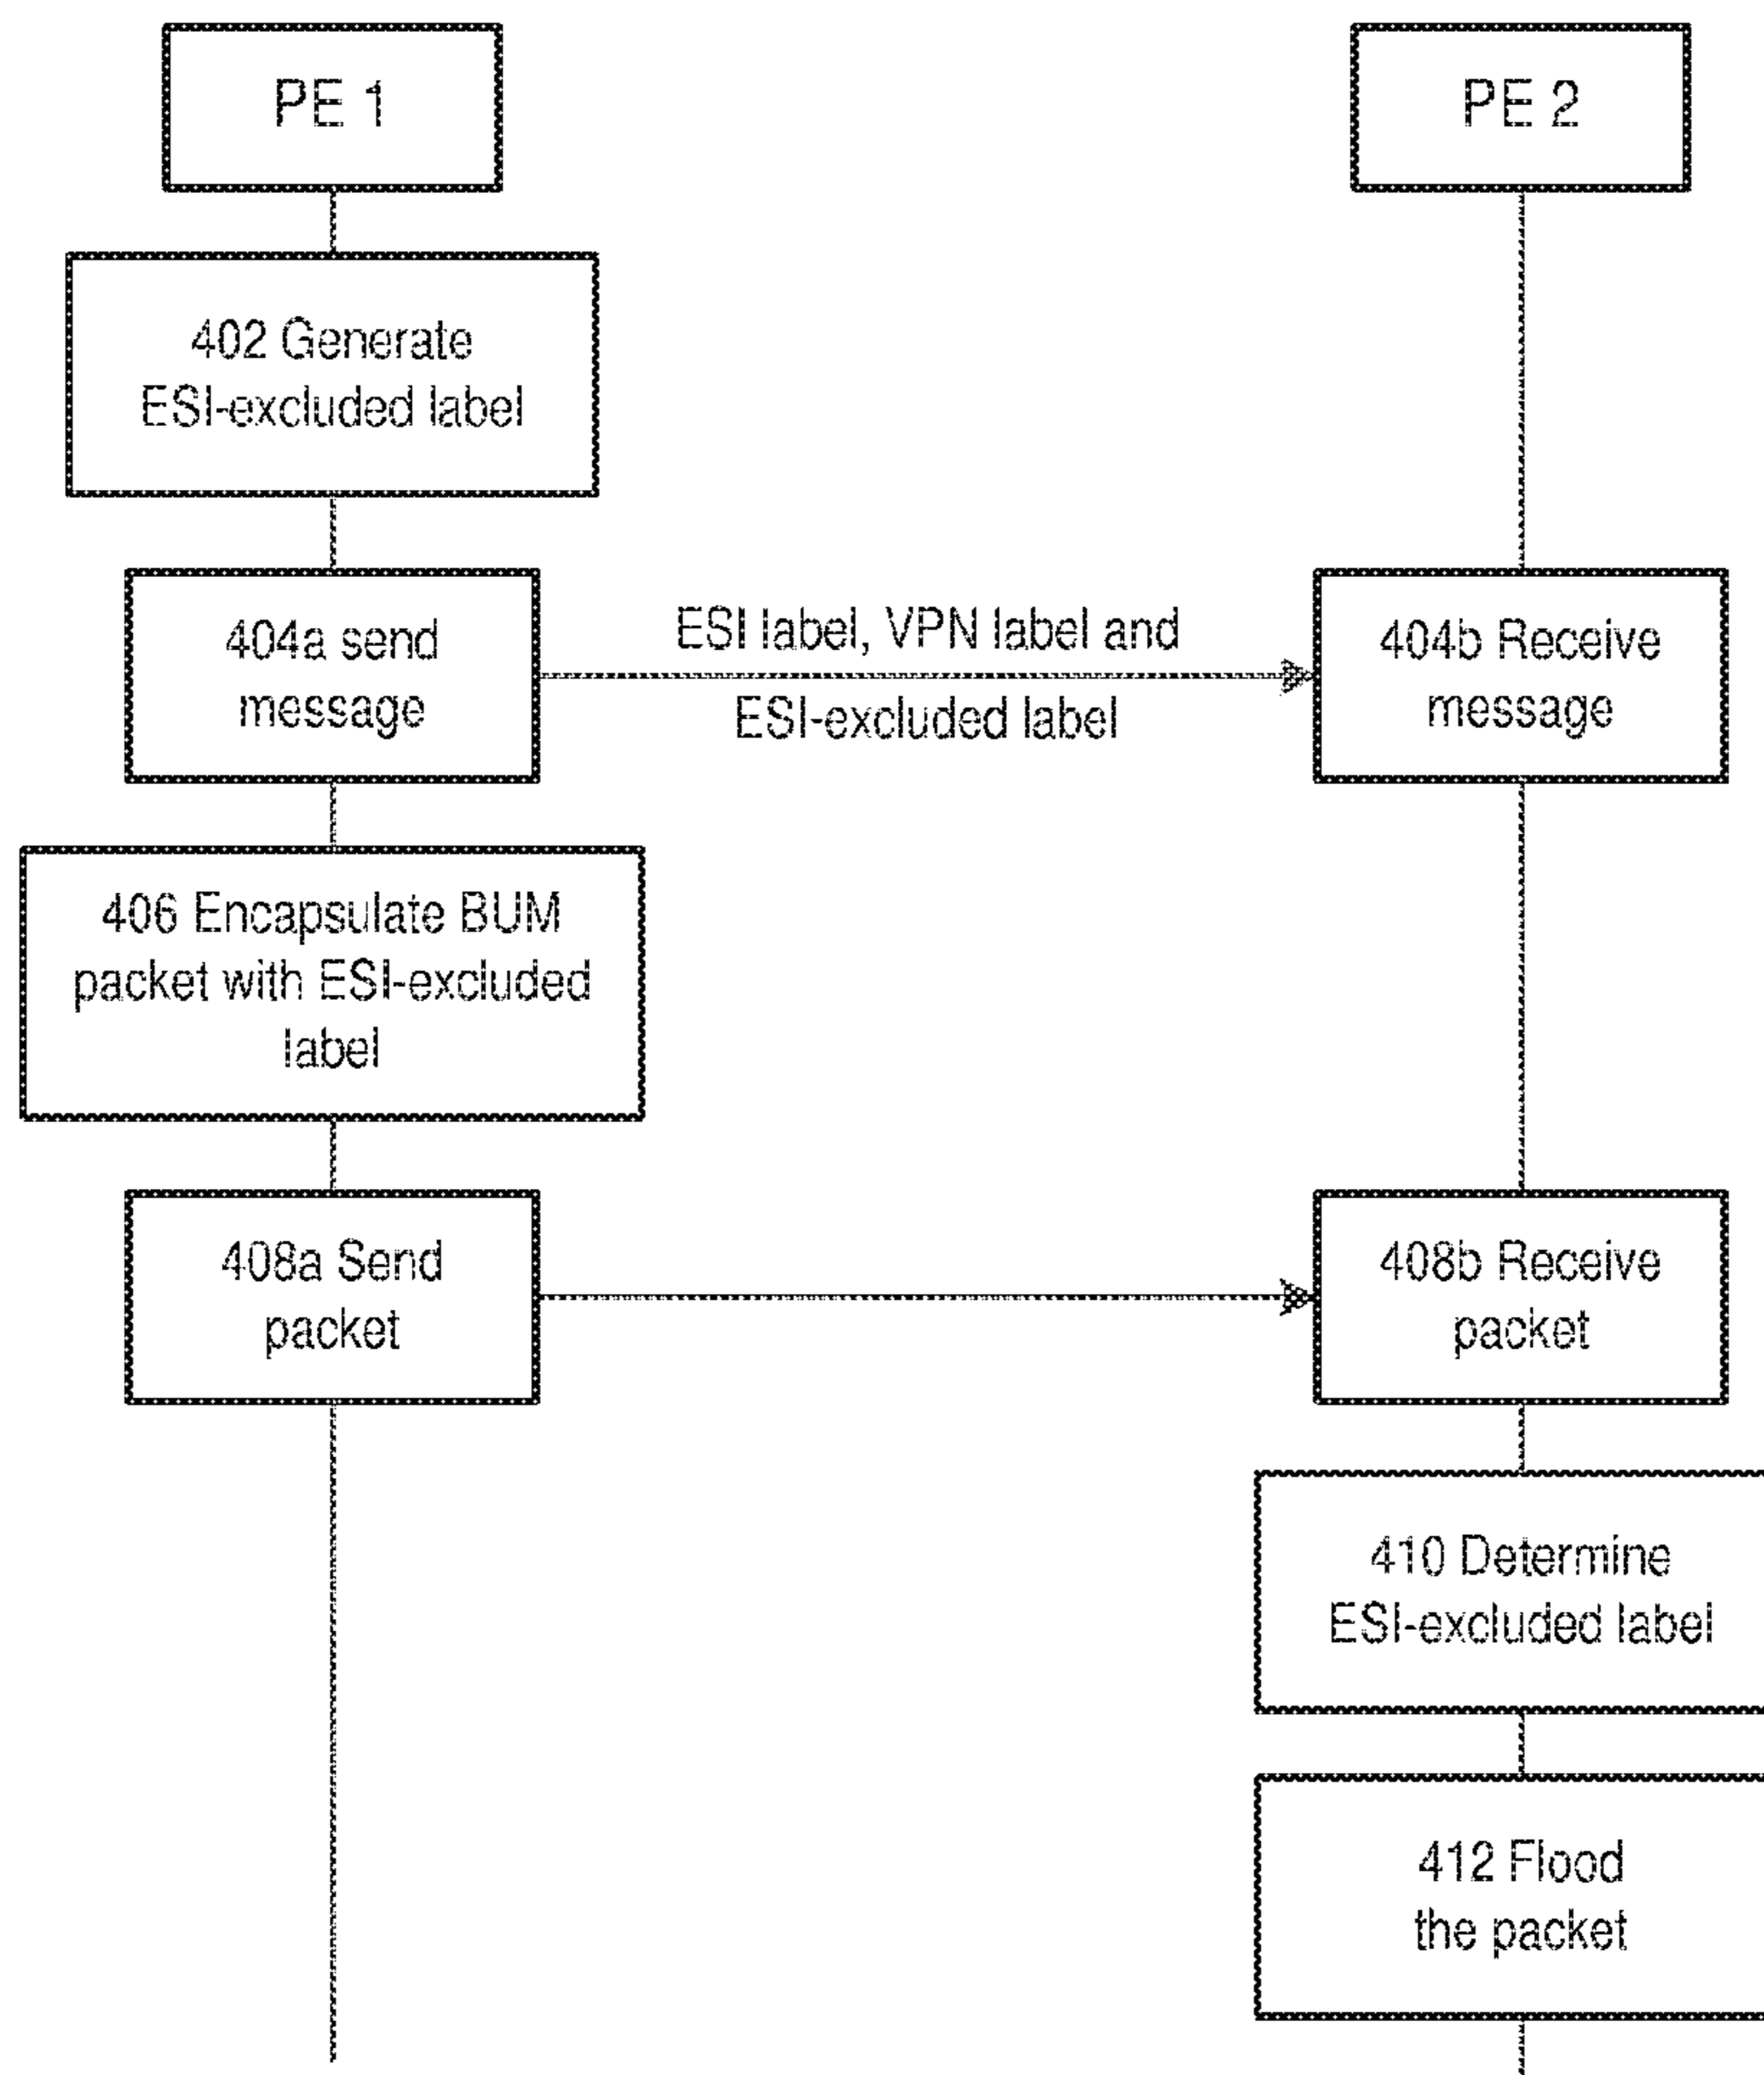 PE 1
PE 2
402 Generate
ESI-excluded label
404a send
message
ESI label, VPN label and
ESI-excluded label
404b Receive
message
406 Encapsulate BUM
packet with ESI-excluded
label
408a Send
packet
408b Receive
packet
410 Determine
ESI-excluded label
412 Flood
the packet